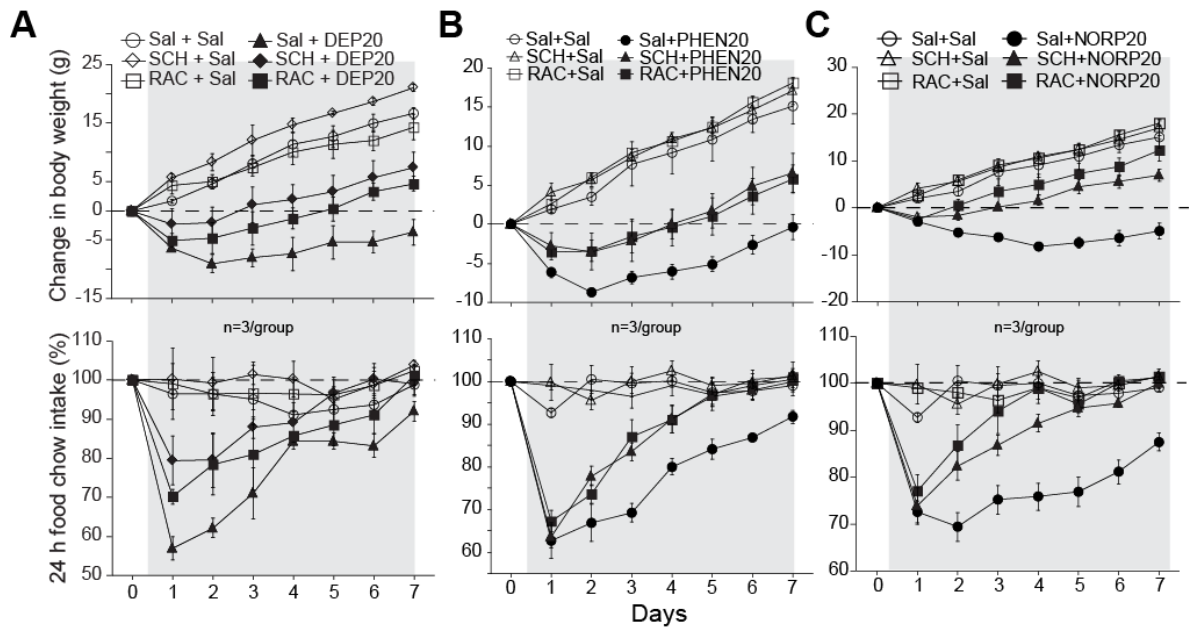 A
Sal + Sal Sal + DEP20
SCH + Sal SCH + DEP20
RAC + Sal RAC + DEP20
Change in body weight (g)
25
15
5
0
-5
-15
B
Sal+Sal Sal+PHEN20
SCH+Sal SCH+PHEN20
RAC+Sal RAC+PHEN20
20
15
10
5
0
-5
-10
C
Sal+Sal Sal+NORP20
SCH+Sal SCH+NORP20
RAC+Sal RAC+NORP20
30
20
10
0
-10
-20
n=3/group
24 h food chow intake (%)
110
100
90
80
70
60
50
0 1 2 3 4 5 6 7
n=3/group
110
100
90
80
70
60
0 1 2 3 4 5 6 7
n=3/group
110
100
90
80
70
60
0 1 2 3 4 5 6 7
Days